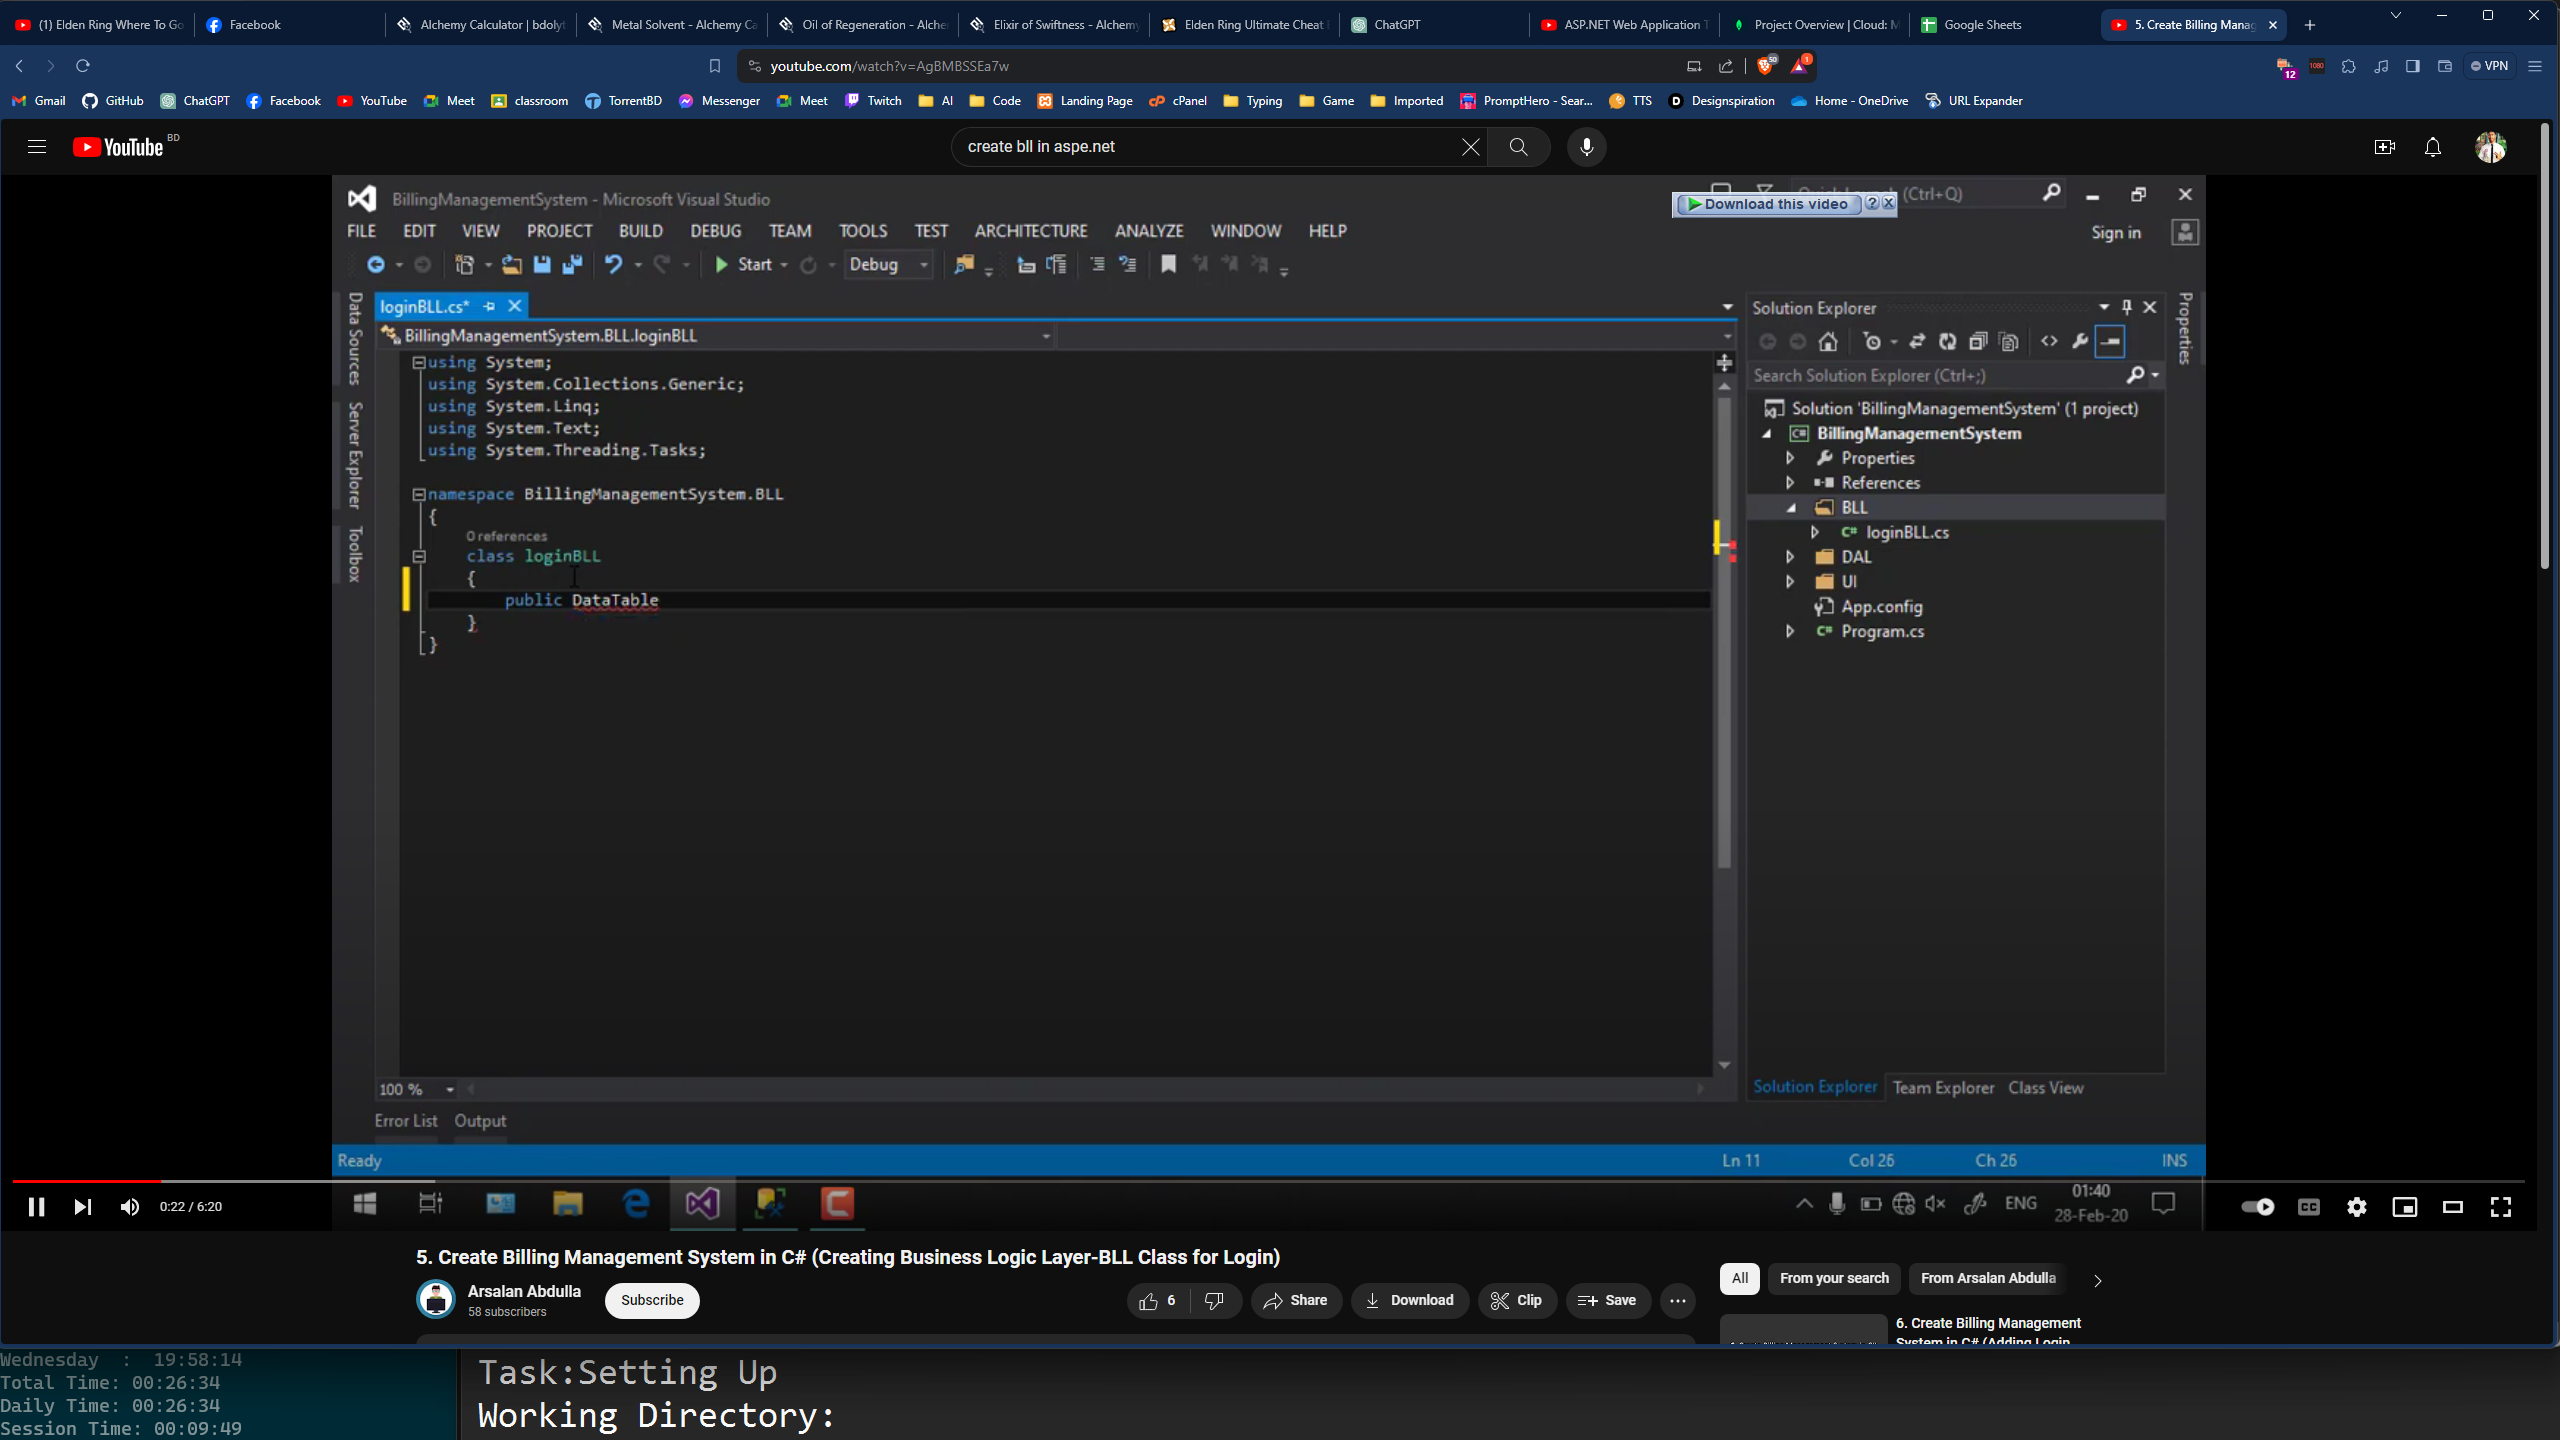 (1) Elden Ring Where To Go
Facebook
Alchemy Calculator | bdolyt
Metal Solvent - Alchemy Ca
Oil of Regeneration - Alche
Elixir of Swiftness - Alchemy
Elden Ring Ultimate Cheat
ChatGPT
ASP.NET Web Application T
Project Overview | Cloud: M
Google Sheets
5. Create Billing Manag
youtube.com/watch?v=AgBMBSSEa7w
50
1
12
1080
VPN
Gmail
GitHub
ChatGPT
Facebook
YouTube
Meet
classroom
TorrentBD
Messenger
Meet
Twitch
AI
Code
Landing Page
cPanel
Typing
Game
Imported
PromptHero - Sear...
TTS
Designspiration
Home - OneDrive
URL Expander
YouTube BD
create bll in aspe.net
BillingManagementSystem - Microsoft Visual Studio
Download this video
(Ctrl+Q)
FILE EDIT VIEW PROJECT BUILD DEBUG TEAM TOOLS TEST ARCHITECTURE ANALYZE WINDOW HELP
Sign in
Start
Debug
Data Sources
Server Explorer
Toolbox
loginBLL.cs*
BillingManagementSystem.BLL.loginBLL
using System;
using System.Collections.Generic;
using System.Linq;
using System.Text;
using System.Threading.Tasks;
namespace BillingManagementSystem.BLL
{
0 references
class loginBLL
{
public DataTable
}
}
100 %
Error List
Output
Solution Explorer
Properties
Search Solution Explorer (Ctrl+;)
Solution 'BillingManagementSystem' (1 project)
BillingManagementSystem
Properties
References
BLL
loginBLL.cs
DAL
UI
App.config
Program.cs
Solution Explorer
Team Explorer
Class View
Ready
Ln 11
Col 26
Ch 26
INS
0:22 / 6:20
ENG
01:40
28-Feb-20
5. Create Billing Management System in C# (Creating Business Logic Layer-BLL Class for Login)
Arsalan Abdulla
58 subscribers
Subscribe
6
Share
Download
Clip
Save
All
From your search
From Arsalan Abdulla
6. Create Billing Management
System in C# (Adding Login
Wednesday : 19:58:14
Total Time: 00:26:34
Daily Time: 00:26:34
Session Time: 00:09:49
Task:Setting Up
Working Directory: